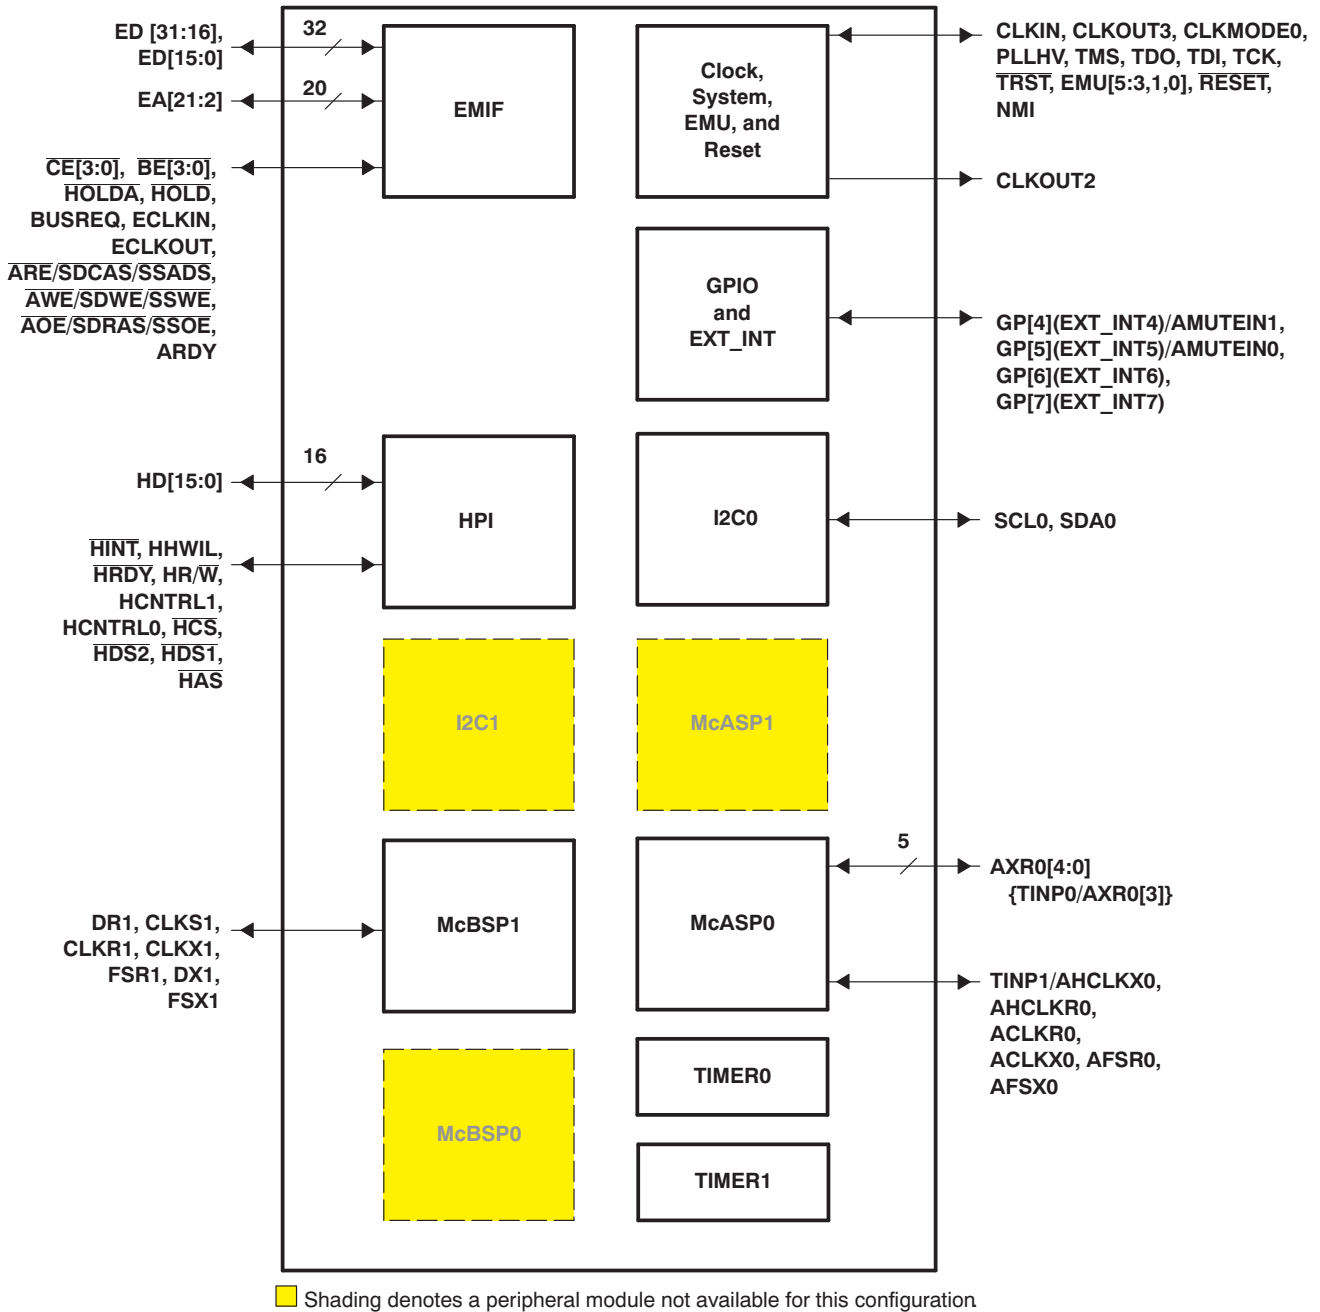 ED [31:16],
ED[15:0]
32
EA[21:2]
20
EMIF
CE[3:0], BE[3:0],
HOLDA, HOLD,
BUSREQ, ECLKIN,
ECLKOUT,
ARE/SDCAS/SSADS,
AWE/SDWE/SSWE,
AOE/SDRAS/SSOE,
ARDY
Clock,
System,
EMU, and
Reset
CLKIN, CLKOUT3, CLKMODE0,
PLLHV, TMS, TDO, TDI, TCK,
TRST, EMU[5:3,1,0], RESET,
NMI
CLKOUT2
GPIO
and
EXT_INT
GP[4](EXT_INT4)/AMUTEIN1,
GP[5](EXT_INT5)/AMUTEIN0,
GP[6](EXT_INT6),
GP[7](EXT_INT7)
HD[15:0]
16
HPI
HINT, HHWIL,
HRDY, HR/W,
HCNTRL1,
HCNTRL0, HCS,
HDS2, HDS1,
HAS
I2C0
SCL0, SDA0
I2C1
McASP1
DR1, CLKS1,
CLKR1, CLKX1,
FSR1, DX1,
FSX1
McBSP1
McASP0
5
AXR0[4:0]
{TINP0/AXR0[3]}
TINP1/AHCLKX0,
AHCLKR0,
ACLKR0,
ACLKX0, AFSR0,
AFSX0
McBSP0
TIMER0
TIMER1
Shading denotes a peripheral module not available for this configuration.